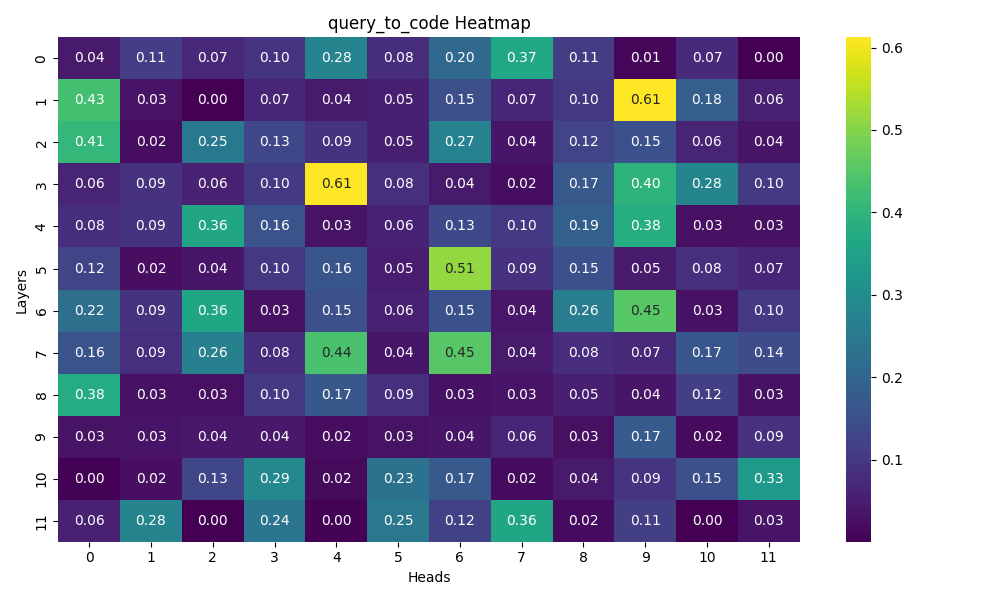 query_to_code Heatmap
0 0.04 0.11 0.07 0.10 0.28 0.08 0.20 0.37 0.11 0.01 0.07 0.00
1 0.43 0.03 0.00 0.07 0.04 0.05 0.15 0.07 0.10 0.61 0.18 0.06
2 0.41 0.02 0.25 0.13 0.09 0.05 0.27 0.04 0.12 0.15 0.06 0.04
3 0.06 0.09 0.06 0.10 0.61 0.08 0.04 0.02 0.17 0.40 0.28 0.10
4 0.08 0.09 0.36 0.16 0.03 0.06 0.13 0.10 0.19 0.38 0.03 0.03
5 0.12 0.02 0.04 0.10 0.16 0.05 0.51 0.09 0.15 0.05 0.08 0.07
6 0.22 0.09 0.36 0.03 0.15 0.06 0.15 0.04 0.26 0.45 0.03 0.10
7 0.16 0.09 0.26 0.08 0.44 0.04 0.45 0.04 0.08 0.07 0.17 0.14
8 0.38 0.03 0.03 0.10 0.17 0.09 0.03 0.03 0.05 0.04 0.12 0.03
9 0.03 0.03 0.04 0.04 0.02 0.03 0.04 0.06 0.03 0.17 0.02 0.09
10 0.00 0.02 0.13 0.29 0.02 0.23 0.17 0.02 0.04 0.09 0.15 0.33
11 0.06 0.28 0.00 0.24 0.00 0.25 0.12 0.36 0.02 0.11 0.00 0.03
0 1 2 3 4 5 6 7 8 9 10 11
Heads
Layers
0.6
0.5
0.4
0.3
0.2
0.1